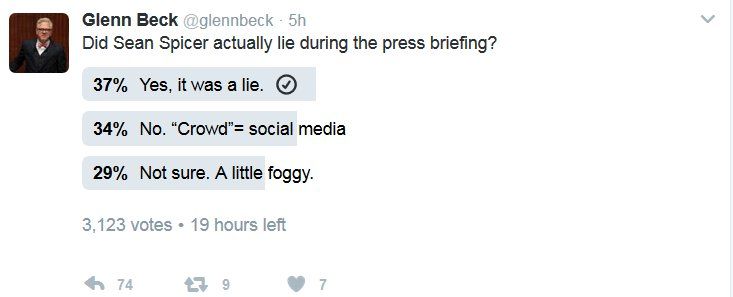 Glenn Beck @glennbeck · 5h
Did Sean Spicer actually lie during the press briefing?
37% Yes, it was a lie.
34% No. “Crowd”= social media
29% Not sure. A little foggy.
3,123 votes • 19 hours left
74 9 7